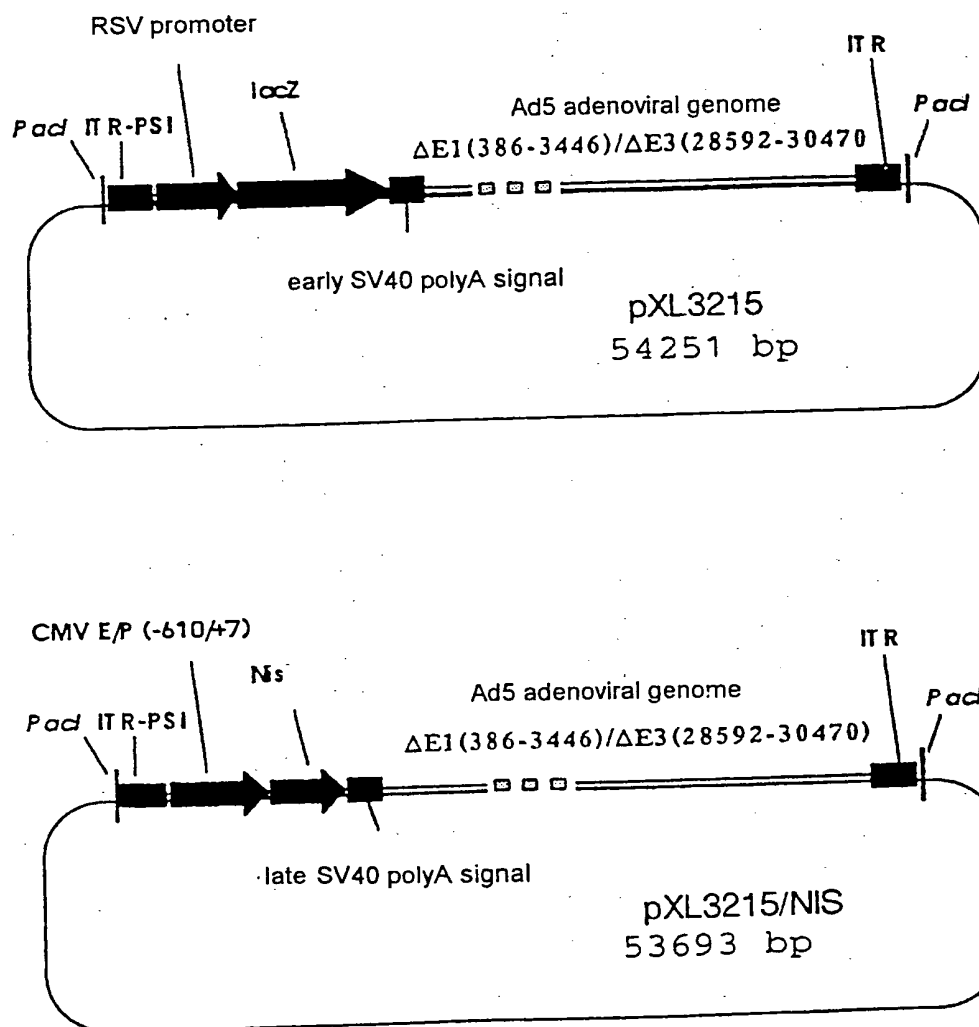 RSV promoter
lacZ
ITR
PacI ITR-PSI
Ad5 adenoviral genome
PacI
ΔE1(386-3446)/ΔE3(28592-30470
early SV40 polyA signal
pXL3215
54251 bp
CMV E/P (-610/+7)
Nis
ITR
PacI ITR-PSI
Ad5 adenoviral genome
PacI
ΔE1(386-3446)/ΔE3(28592-30470)
late SV40 polyA signal
pXL3215/NIS
53693 bp